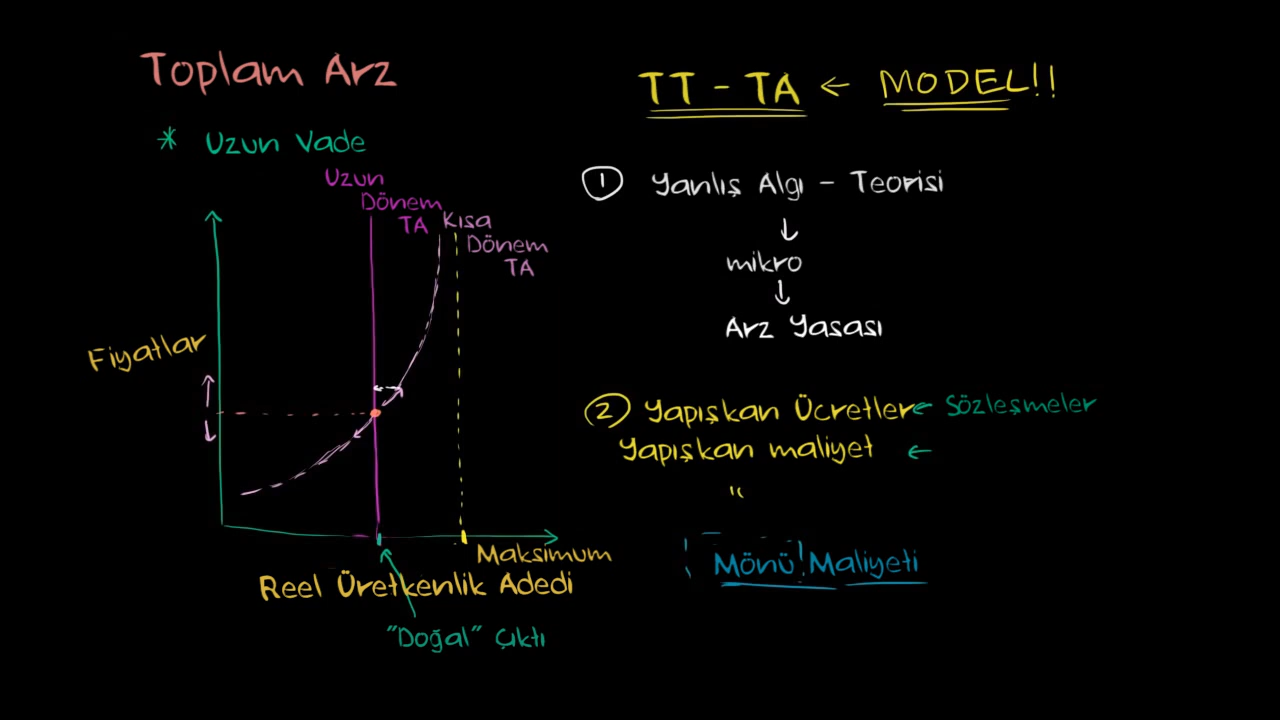 Toplam Arz
* Uzun Vade
Uzun
Dönem
TA
Kısa
Dönem
TA
Fiyatlar
Maksimum
Reel Üretkenlik Adedi
"Doğal" Çıktı
TT - TA ← MODEL!!
1 Yanlış Algı - Teorisi
↓
mikro
↓
Arz Yasası
2 Yapışkan Ücretler ← Sözleşmeler
Yapışkan maliyet ←
"
Mönü! Maliyeti